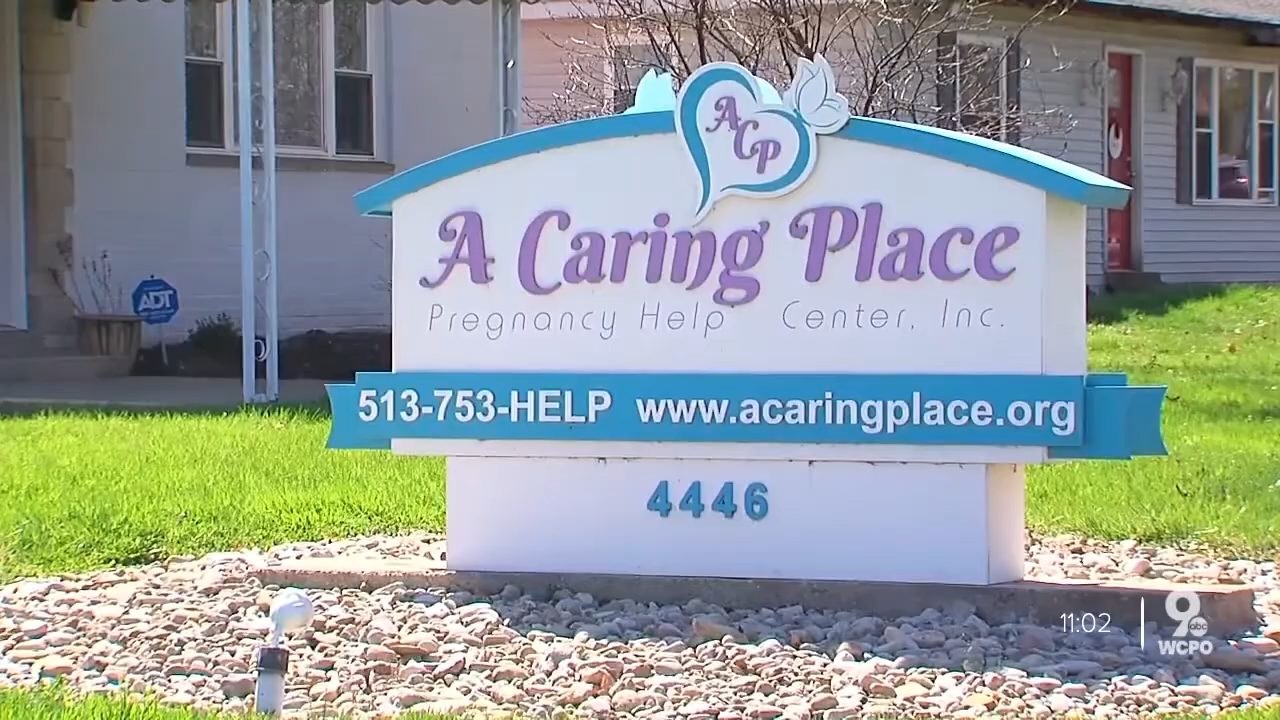 ACP
A Caring Place
Pregnancy Help Center, Inc.
ADT
513-753-HELP www.acaringplace.org
4446
11:02
9
abc
WCPO